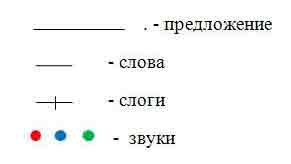 . - предложение
- слова
- слоги
- звуки